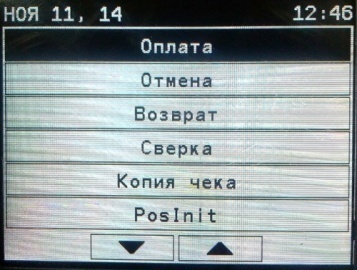 НОЯ 11, 14 12:46
Оплата
Отмена
Возврат
Сверка
Копия чека
PosInit